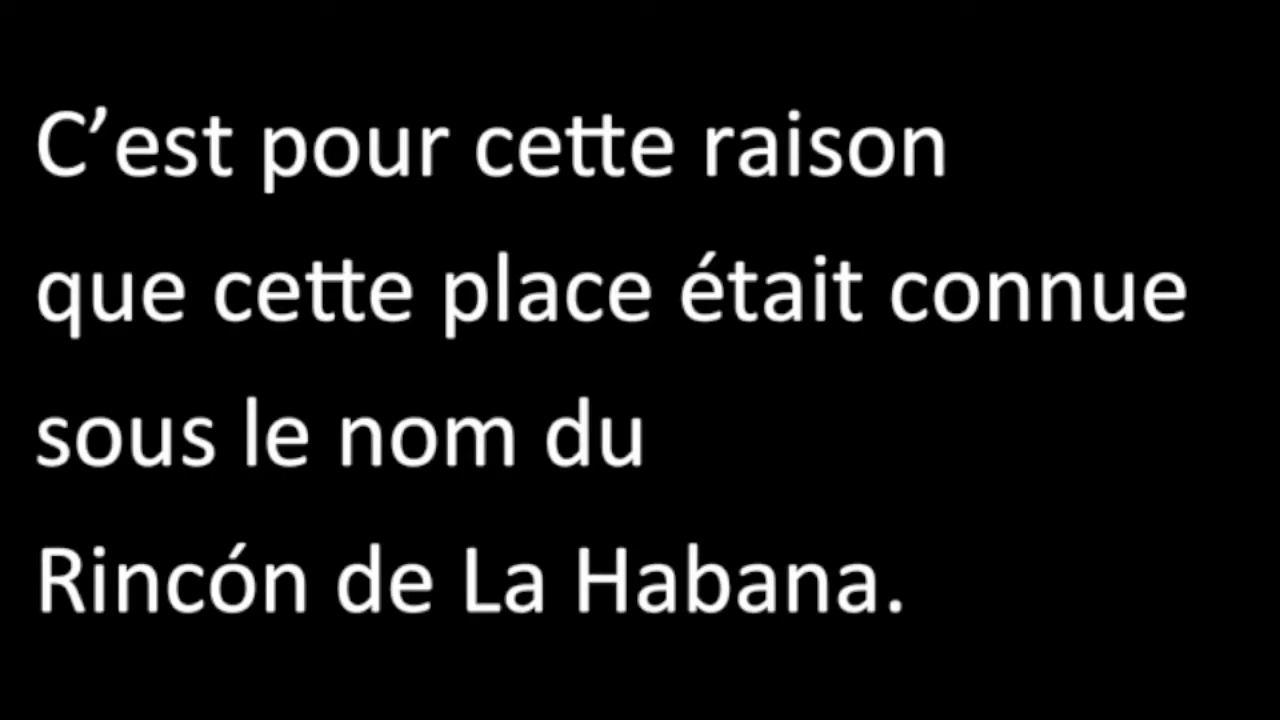 C’est pour cette raison
que cette place était connue
sous le nom du
Rincón de La Habana.